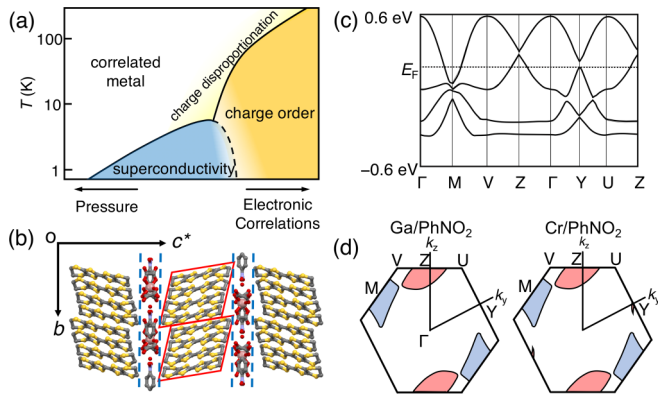 (a)
100
10
1
T (K)
correlated
metal
charge disproportionation
charge order
superconductivity
Pressure
Electronic
Correlations
(b)
o
c*
b
(c)
0.6 eV
EF
−0.6 eV
Γ M V Z Γ Y U Z
(d)
Ga/PhNO2
kz
V Z U
M
ky
Y
Γ
Cr/PhNO2
kz
V Z U
M
ky
Y
Γ